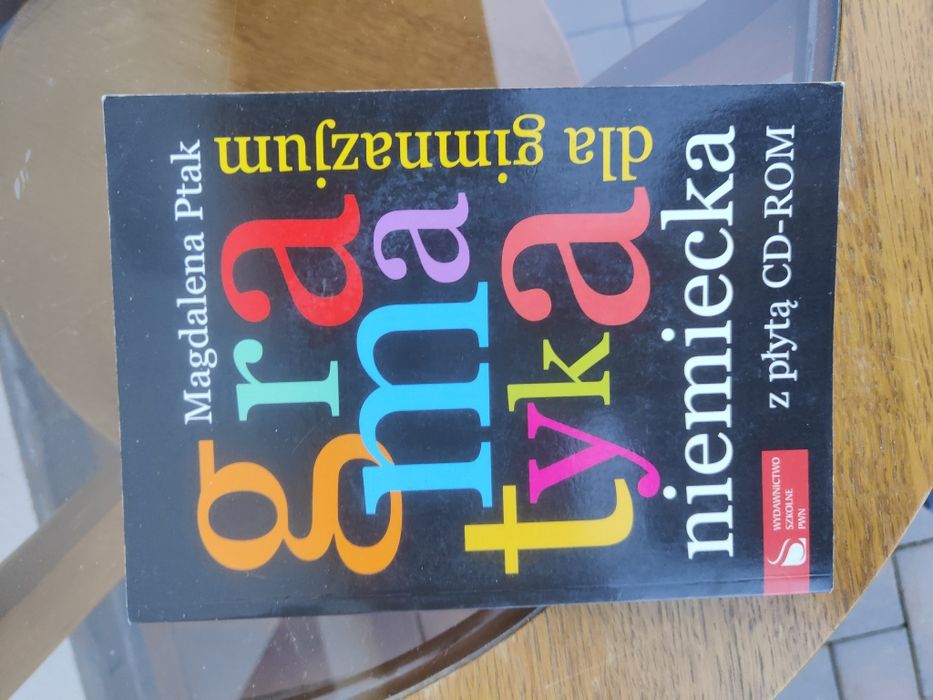 Magdalena Ptak
gra
ma
tyka
dla gimnazjum
niemiecka
z płytą CD-ROM
WYDAWNICTWO
SZKOLNE
PWN